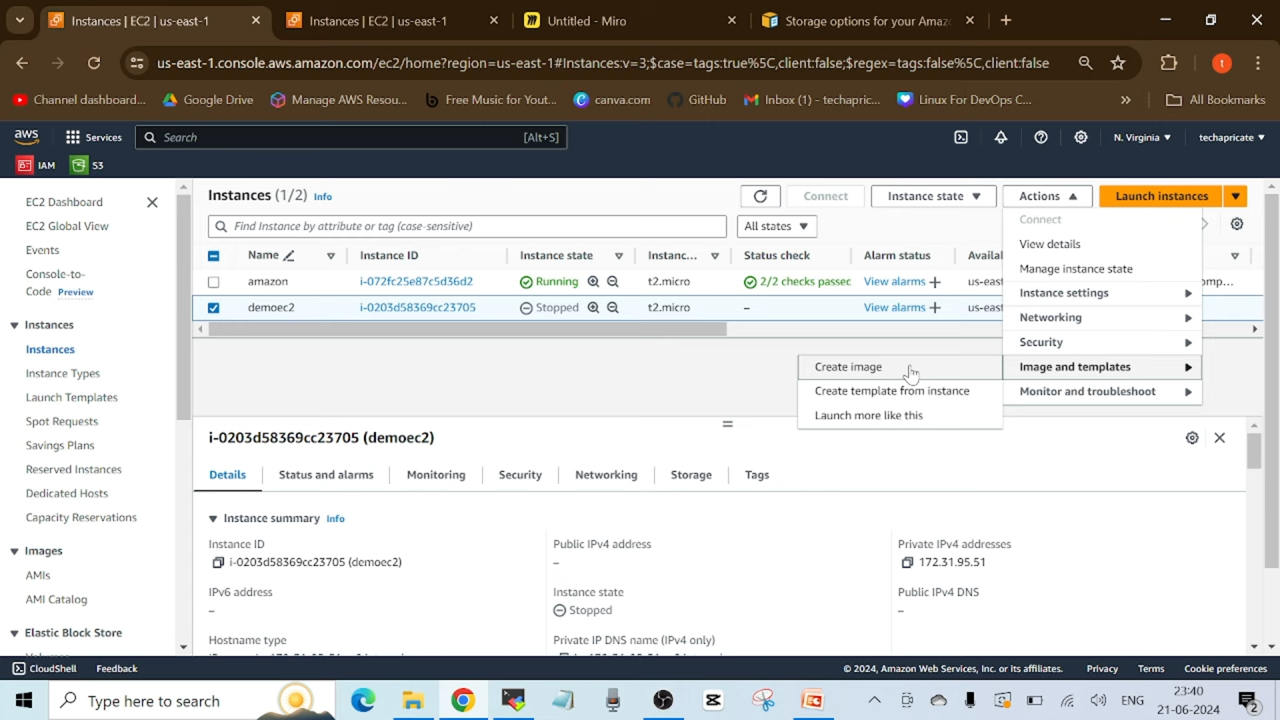 Instances | EC2 | us-east-1
Instances | EC2 | us-east-1
Untitled - Miro
Storage options for your Amaz
us-east-1.console.aws.amazon.com/ec2/home?region=us-east-1#Instances:v=3;$case=tags:true%5C,client:false;$regex=tags:false%5C,client:false
t
Channel dashboard...
Google Drive
Manage AWS Resou...
Free Music for Yout...
canva.com
GitHub
Inbox (1) - techapric...
Linux For DevOps C...
»
All Bookmarks
aws
Services
Search
[Alt+S]
N. Virginia
techapricate
IAM
S3
EC2 Dashboard
EC2 Global View
Events
Console-to-
Code Preview
Instances
Instances
Instance Types
Launch Templates
Spot Requests
Savings Plans
Reserved Instances
Dedicated Hosts
Capacity Reservations
Images
AMIs
AMI Catalog
Elastic Block Store
Instances (1/2) Info
Connect
Instance state
Actions
Launch instances
Find Instance by attribute or tag (case-sensitive)
All states
Name
Instance ID
Instance state
Instanc...
Status check
Alarm status
Availal
amazon
i-072fc25e87c5d36d2
Running
t2.micro
2/2 checks passec
View alarms +
us-east
omp...
demoec2
i-0203d58369cc23705
Stopped
t2.micro
–
View alarms +
us-east
Connect
View details
Manage instance state
Instance settings
Networking
Security
Image and templates
Monitor and troubleshoot
Create image
Create template from instance
Launch more like this
i-0203d58369cc23705 (demoec2)
Details
Status and alarms
Monitoring
Security
Networking
Storage
Tags
Instance summary Info
Instance ID
i-0203d58369cc23705 (demoec2)
Public IPv4 address
–
Private IPv4 addresses
172.31.95.51
IPv6 address
–
Instance state
Stopped
Public IPv4 DNS
–
Hostname type
Private IP DNS name (IPv4 only)
CloudShell
Feedback
© 2024, Amazon Web Services, Inc. or its affiliates.
Privacy
Terms
Cookie preferences
Type here to search
ENG
23:40
21-06-2024
2